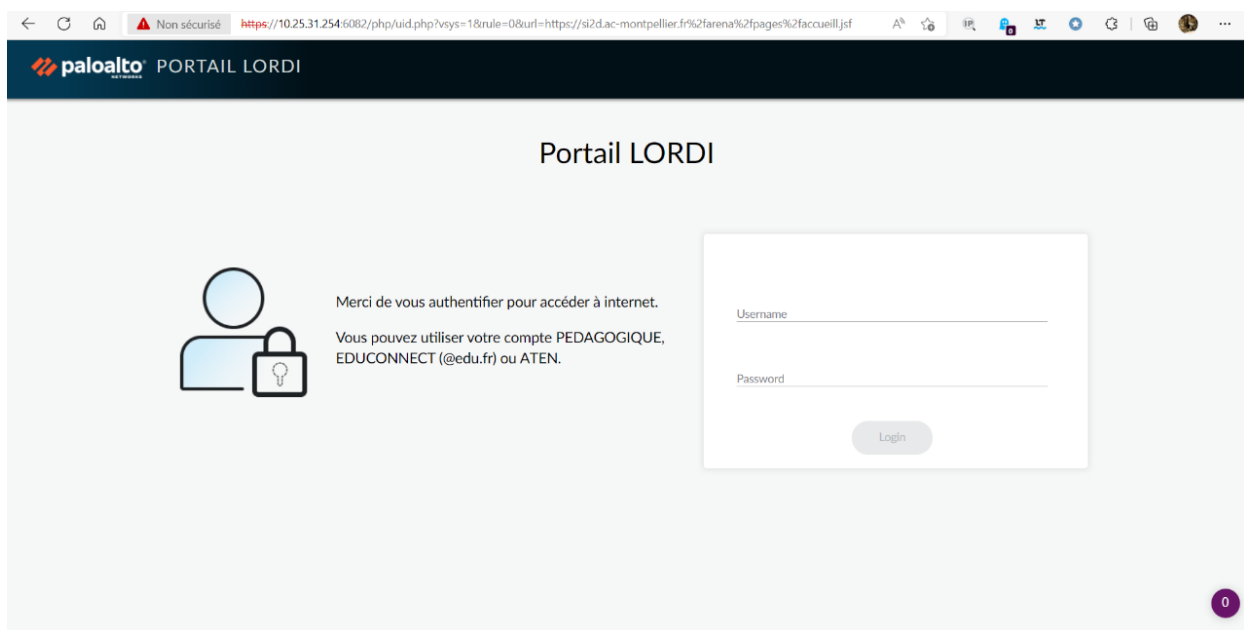 Non sécurisé https://10.25.31.254:6082/php/uid.php?vsys=1&rule=0&url=https://si2d.ac-montpellier.fr%2farena%2fpages%2faccueill.jsf
paloalto NETWORKS PORTAIL LORDI
Portail LORDI
Merci de vous authentifier pour accéder à internet.
Vous pouvez utiliser votre compte PEDAGOGIQUE,
EDUCONNECT (@edu.fr) ou ATEN.
Username
Password
Login
0